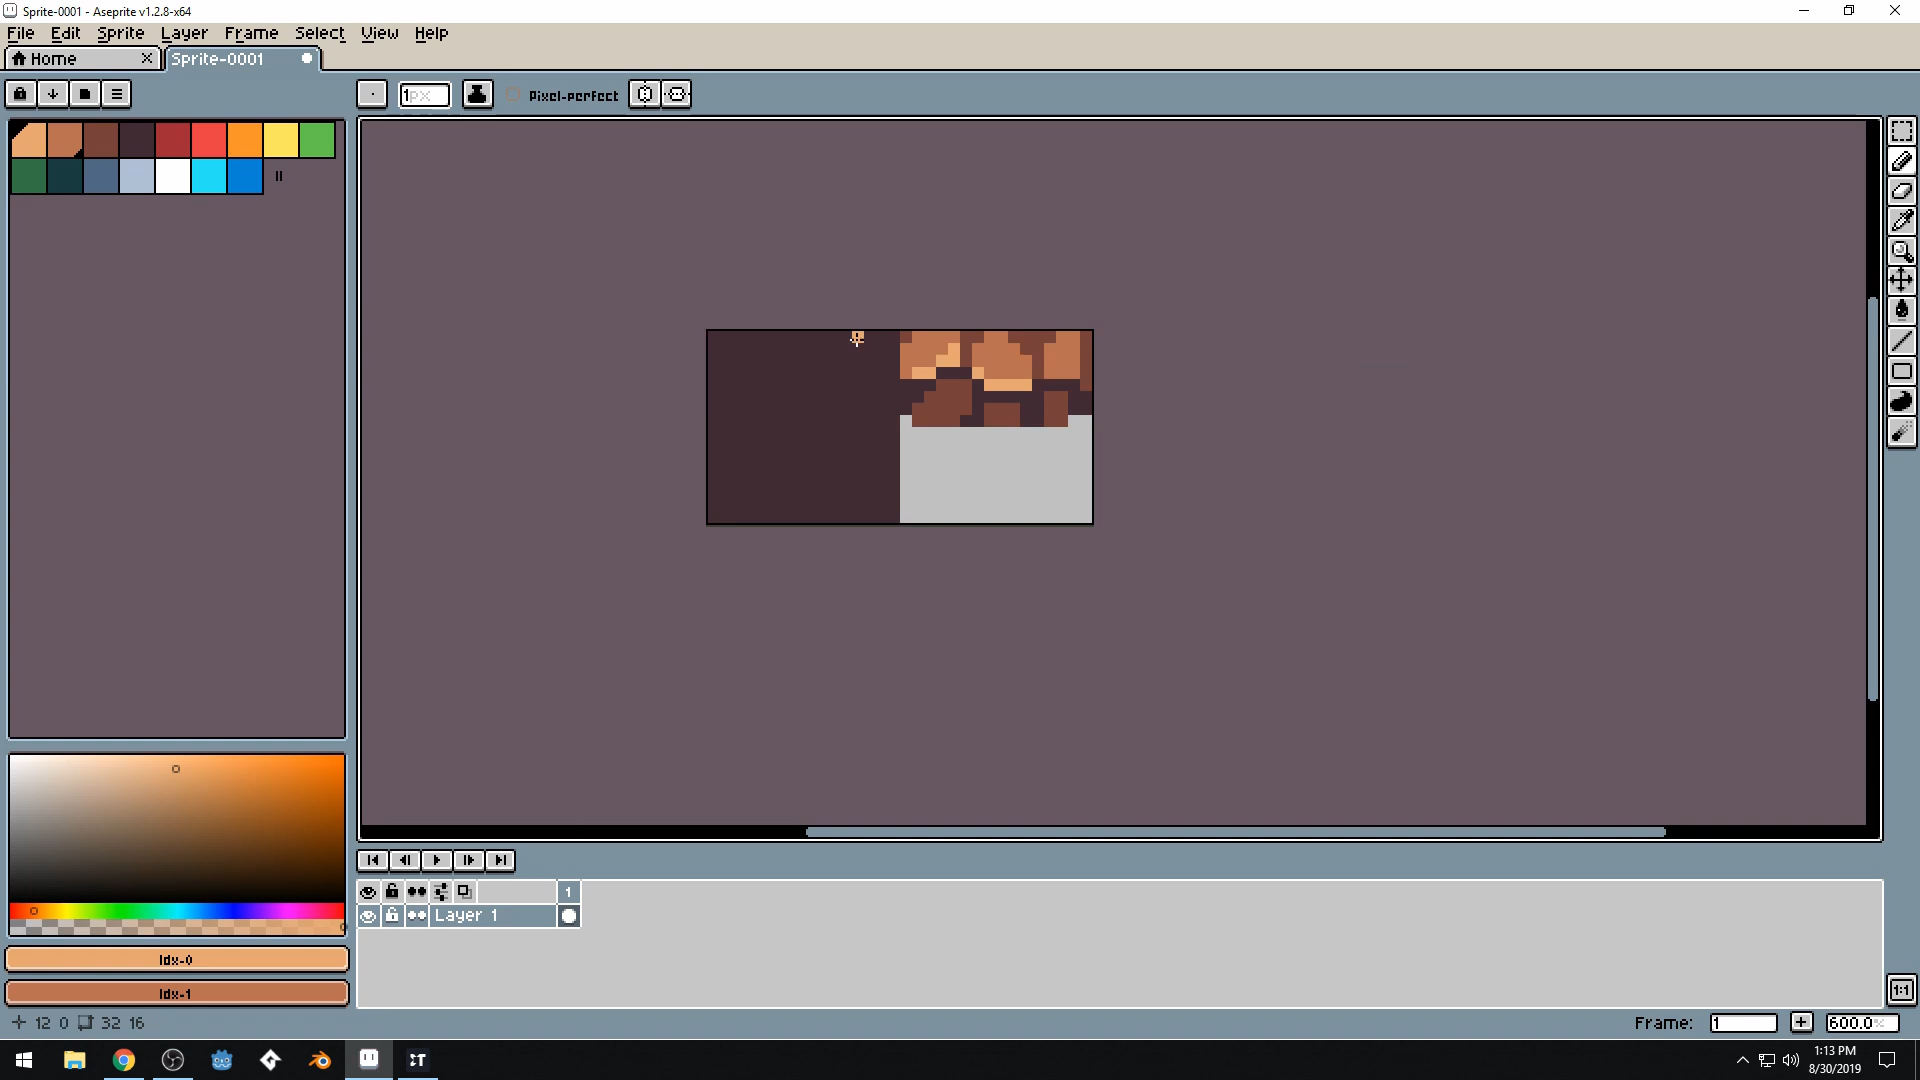 Sprite-0001 - Aseprite v1.2.8-x64
File Edit Sprite Layer Frame Select View Help
Home Sprite-0001
1px Pixel-perfect
1
Layer 1
Idx-0
Idx-1
12 0 32 16
1:1
Frame: 1 600.0%
1:13 PM
8/30/2019